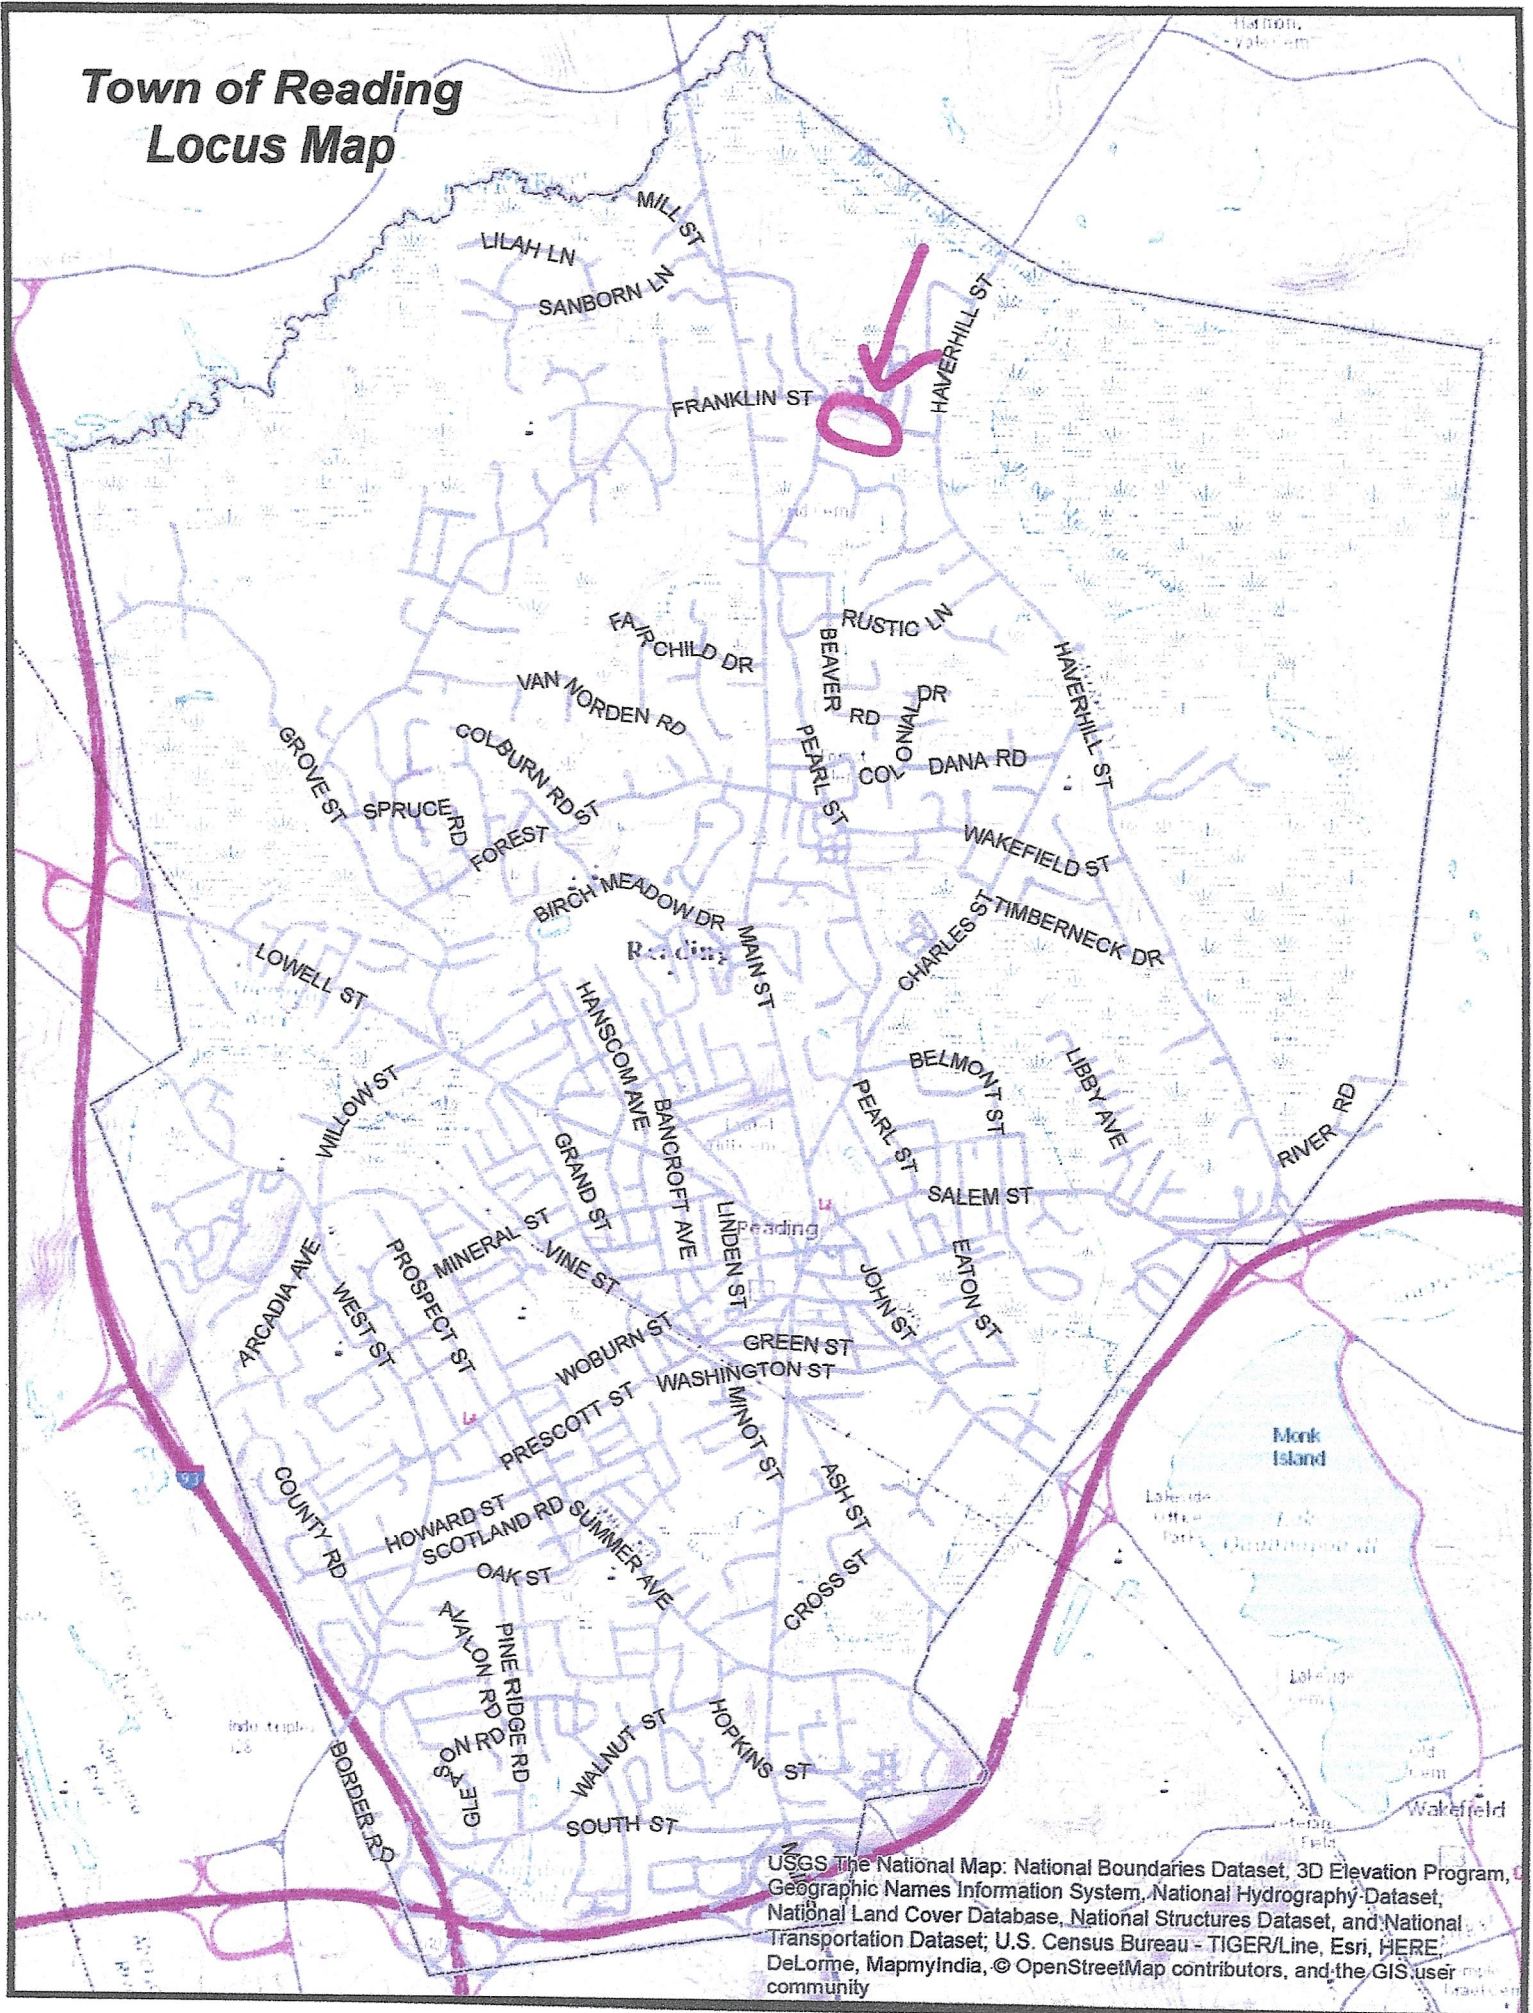 Town of Reading
Locus Map
MILL ST
LILAH LN
SANBORN LN
HAVERHILL ST
FRANKLIN ST
RUSTIC LN
FAIRCHILD DR
BEAVER RD
HAVERHILL ST
VAN NORDEN RD
COLONIAL DR
COLBURN RD
PEARL ST
DANA RD
GROVE ST
SPRUCE RD
FOREST ST
WAKEFIELD ST
BIRCH MEADOW DR
CHARLES ST
TIMBERNECK DR
Reading
MAIN ST
LOWELL ST
HANSCOM AVE
BELMONT ST
LIBBY AVE
WILLOW ST
PEARL ST
BANCROFT AVE
RIVER RD
GRAND ST
SALEM ST
LINDEN ST
Reading
MINERAL ST
ARCADIA AVE
PROSPECT ST
VINE ST
EATON ST
JOHN ST
WEST ST
WOBURN ST
GREEN ST
WASHINGTON ST
PRESCOTT ST
MINOT ST
Monk
Island
COUNTY RD
ASH ST
93
HOWARD ST
SCOTLAND RD
SUMMER AVE
OAK ST
CROSS ST
AVALON RD
PINE RIDGE RD
HOPKINS ST
WALNUT ST
GLEASON RD
BORDER RD
SOUTH ST
Wakefield
USGS The National Map: National Boundaries Dataset, 3D Elevation Program,
Geographic Names Information System, National Hydrography Dataset,
National Land Cover Database, National Structures Dataset, and National
Transportation Dataset; U.S. Census Bureau - TIGER/Line, Esri, HERE,
DeLorme, MapmyIndia, © OpenStreetMap contributors, and the GIS user
community